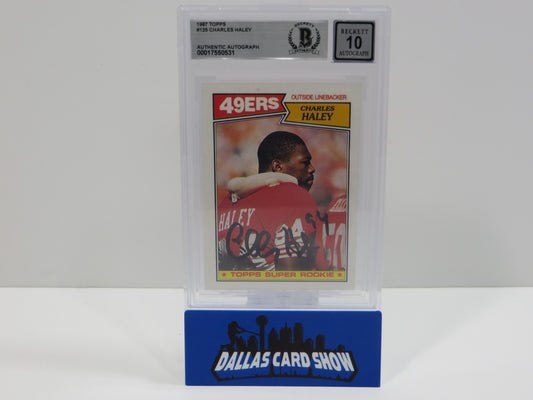 1987 TOPPS
#125 CHARLES HALEY
AUTHENTIC AUTOGRAPH
00017550531
BECKETT
10
AUTOGRAPH
49ERS
OUTSIDE LINEBACKER
CHARLES
HALEY
HALEY
TOPPS SUPER ROOKIE
DALLAS CARD SHOW